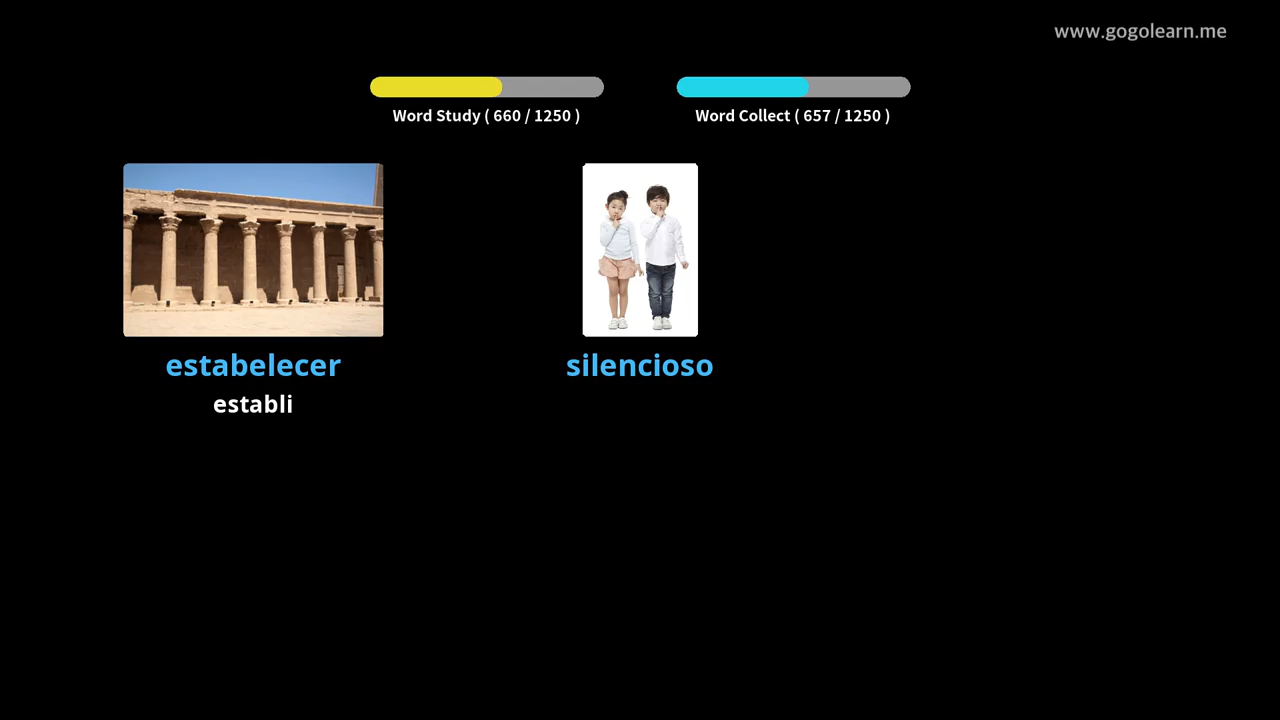 www.gogolearn.me
Word Study ( 660 / 1250 )
Word Collect ( 657 / 1250 )
estabelecer
silencioso
establi